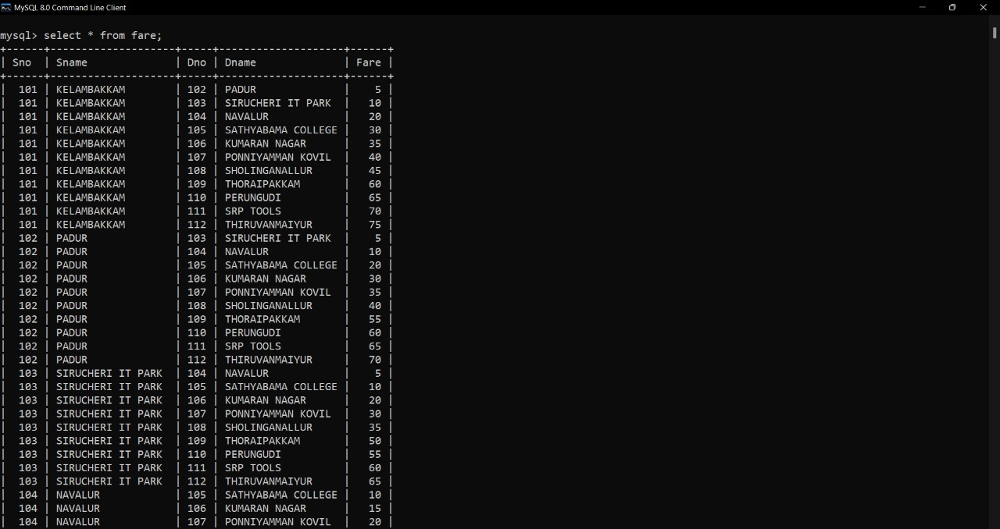 MySQL 8.0 Command Line Client
mysql> select * from fare;
+------+--------------------+-----+--------------------+------+
| Sno  | Sname              | Dno | Dname              | Fare |
+------+--------------------+-----+--------------------+------+
|  101 | KELAMBAKKAM        | 102 | PADUR              |    5 |
|  101 | KELAMBAKKAM        | 103 | SIRUCHERI IT PARK  |   10 |
|  101 | KELAMBAKKAM        | 104 | NAVALUR            |   20 |
|  101 | KELAMBAKKAM        | 105 | SATHYABAMA COLLEGE |   30 |
|  101 | KELAMBAKKAM        | 106 | KUMARAN NAGAR      |   35 |
|  101 | KELAMBAKKAM        | 107 | PONNIYAMMAN KOVIL  |   40 |
|  101 | KELAMBAKKAM        | 108 | SHOLINGANALLUR     |   45 |
|  101 | KELAMBAKKAM        | 109 | THORAIPAKKAM       |   60 |
|  101 | KELAMBAKKAM        | 110 | PERUNGUDI          |   65 |
|  101 | KELAMBAKKAM        | 111 | SRP TOOLS          |   70 |
|  101 | KELAMBAKKAM        | 112 | THIRUVANMAIYUR     |   75 |
|  102 | PADUR              | 103 | SIRUCHERI IT PARK  |    5 |
|  102 | PADUR              | 104 | NAVALUR            |   10 |
|  102 | PADUR              | 105 | SATHYABAMA COLLEGE |   20 |
|  102 | PADUR              | 106 | KUMARAN NAGAR      |   30 |
|  102 | PADUR              | 107 | PONNIYAMMAN KOVIL  |   35 |
|  102 | PADUR              | 108 | SHOLINGANALLUR     |   40 |
|  102 | PADUR              | 109 | THORAIPAKKAM       |   55 |
|  102 | PADUR              | 110 | PERUNGUDI          |   60 |
|  102 | PADUR              | 111 | SRP TOOLS          |   65 |
|  102 | PADUR              | 112 | THIRUVANMAIYUR     |   70 |
|  103 | SIRUCHERI IT PARK  | 104 | NAVALUR            |    5 |
|  103 | SIRUCHERI IT PARK  | 105 | SATHYABAMA COLLEGE |   10 |
|  103 | SIRUCHERI IT PARK  | 106 | KUMARAN NAGAR      |   20 |
|  103 | SIRUCHERI IT PARK  | 107 | PONNIYAMMAN KOVIL  |   30 |
|  103 | SIRUCHERI IT PARK  | 108 | SHOLINGANALLUR     |   35 |
|  103 | SIRUCHERI IT PARK  | 109 | THORAIPAKKAM       |   50 |
|  103 | SIRUCHERI IT PARK  | 110 | PERUNGUDI          |   55 |
|  103 | SIRUCHERI IT PARK  | 111 | SRP TOOLS          |   60 |
|  103 | SIRUCHERI IT PARK  | 112 | THIRUVANMAIYUR     |   65 |
|  104 | NAVALUR            | 105 | SATHYABAMA COLLEGE |   10 |
|  104 | NAVALUR            | 106 | KUMARAN NAGAR      |   15 |
|  104 | NAVALUR            | 107 | PONNIYAMMAN KOVIL  |   20 |